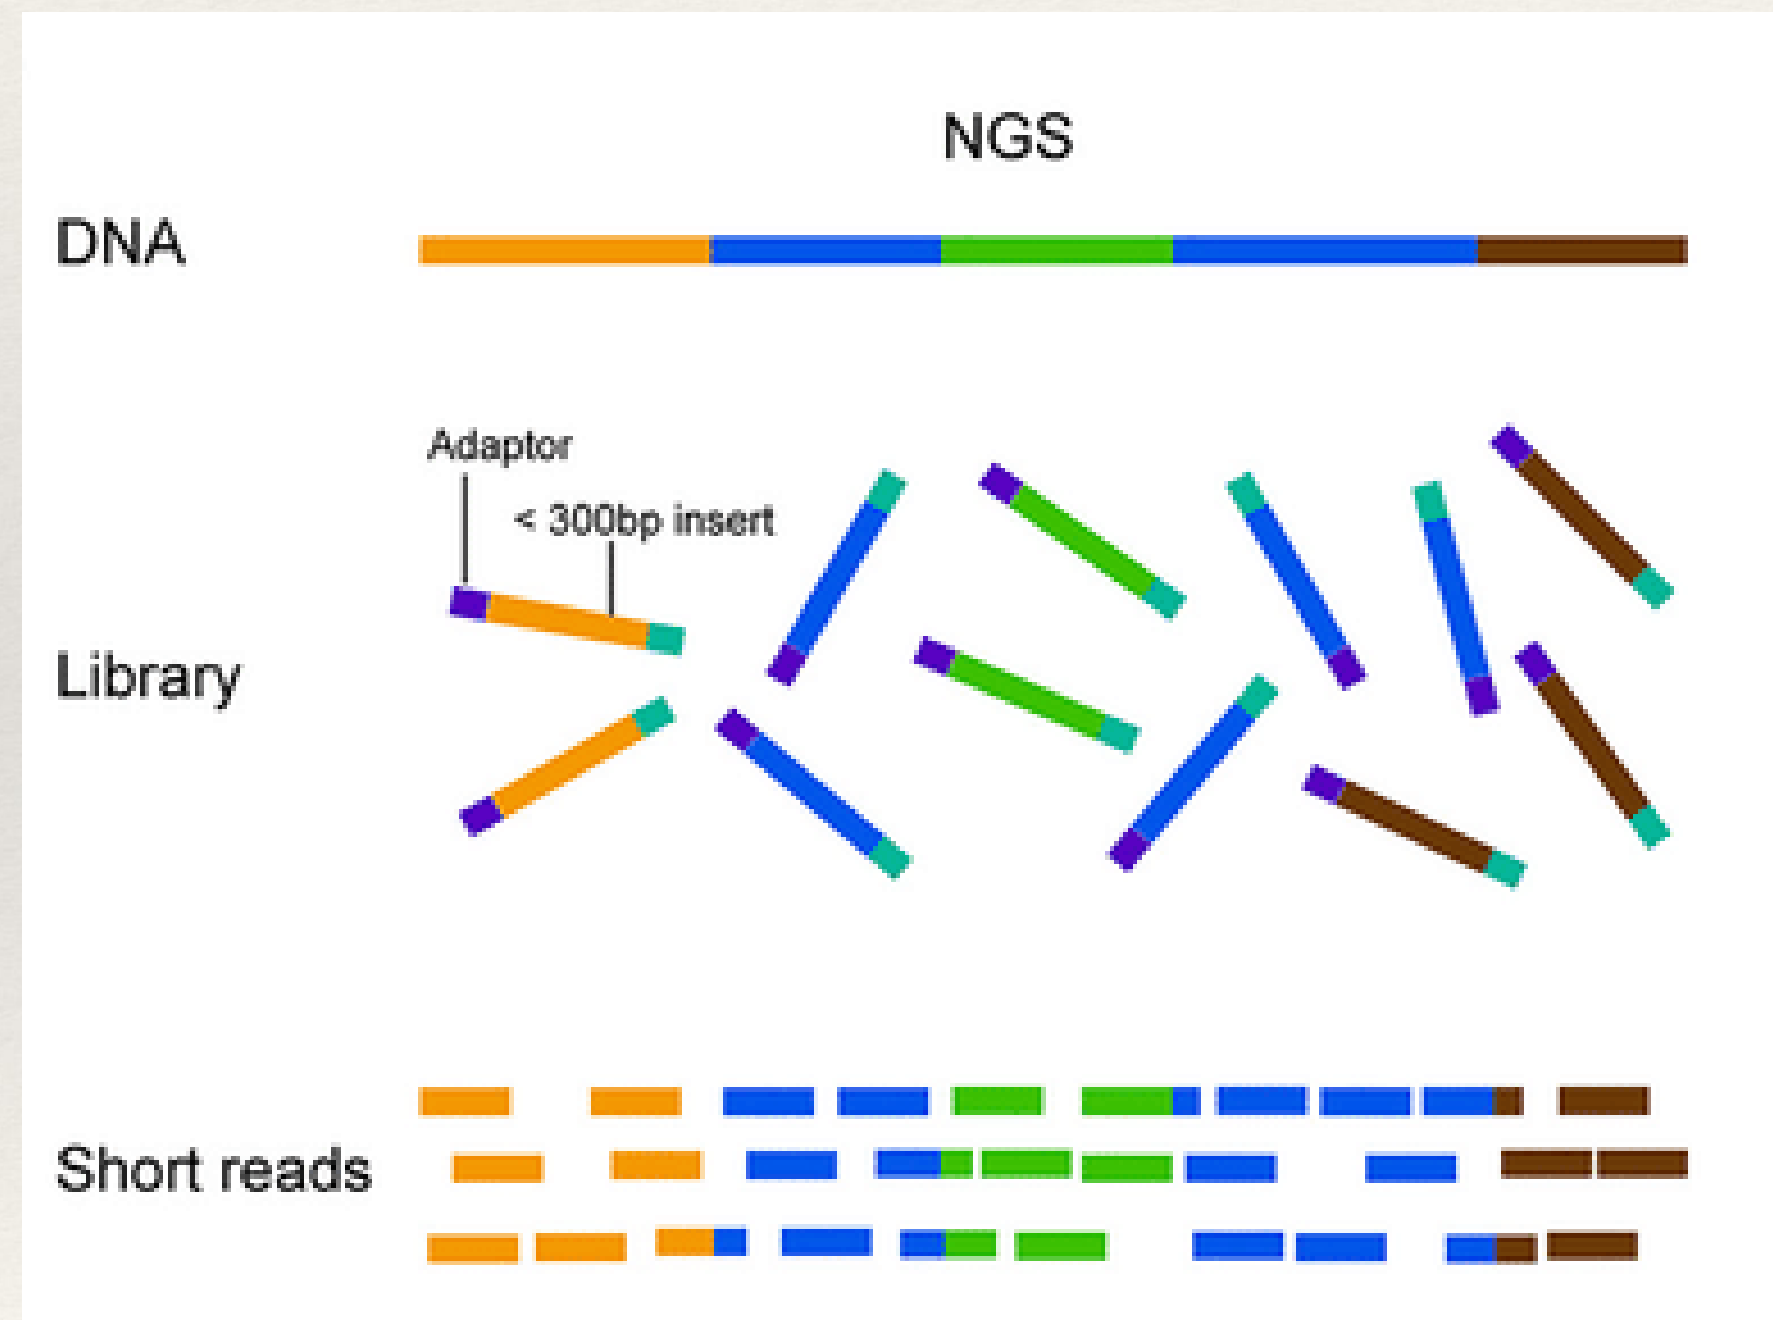 NGS
DNA
Adaptor
< 300bp insert
Library
Short reads